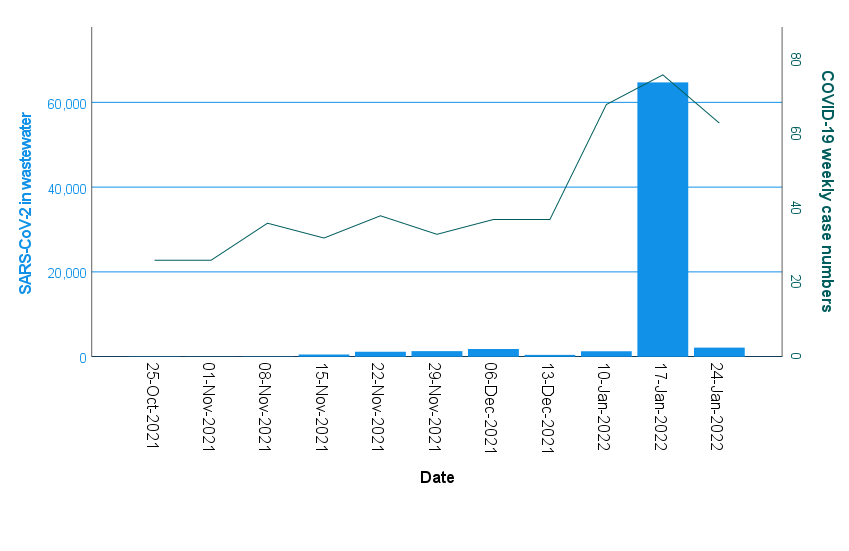 SARS-CoV-2 in wastewater
60,000
40,000
20,000
0
80
60
40
20
0
COVID-19 weekly case numbers
25-Oct-2021
01-Nov-2021
08-Nov-2021
15-Nov-2021
22-Nov-2021
29-Nov-2021
06-Dec-2021
13-Dec-2021
10-Jan-2022
17-Jan-2022
24-Jan-2022
Date